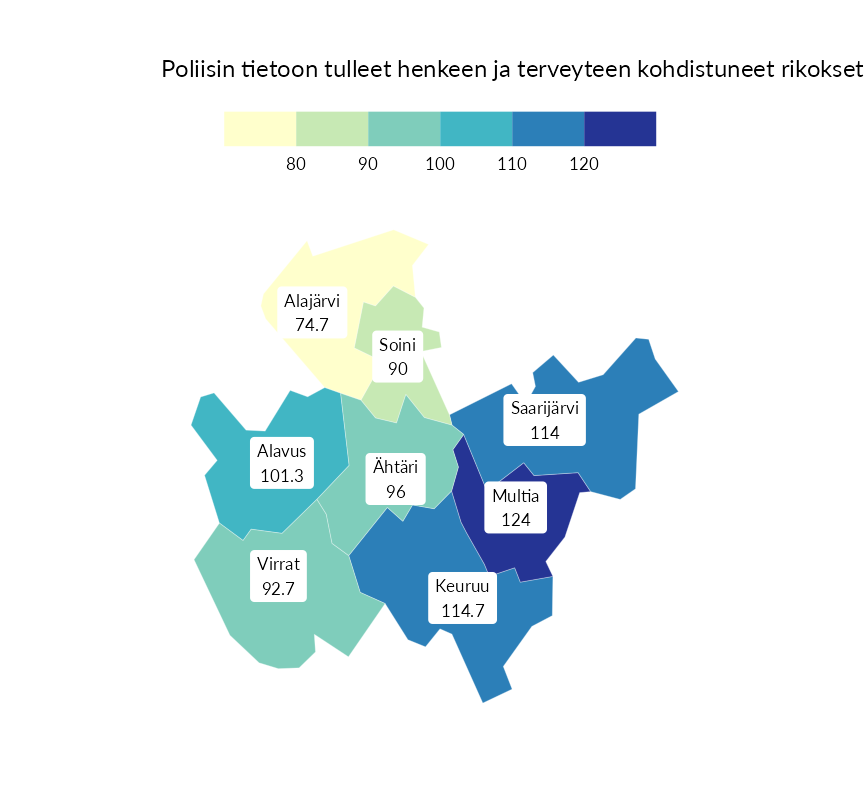 Poliisin tietoon tulleet henkeen ja terveyteen kohdistuneet rikokset
80 90 100 110 120
Alajärvi
74.7
Soini
90
Saarijärvi
114
Alavus
101.3
Ähtäri
96
Multia
124
Virrat
92.7
Keuruu
114.7